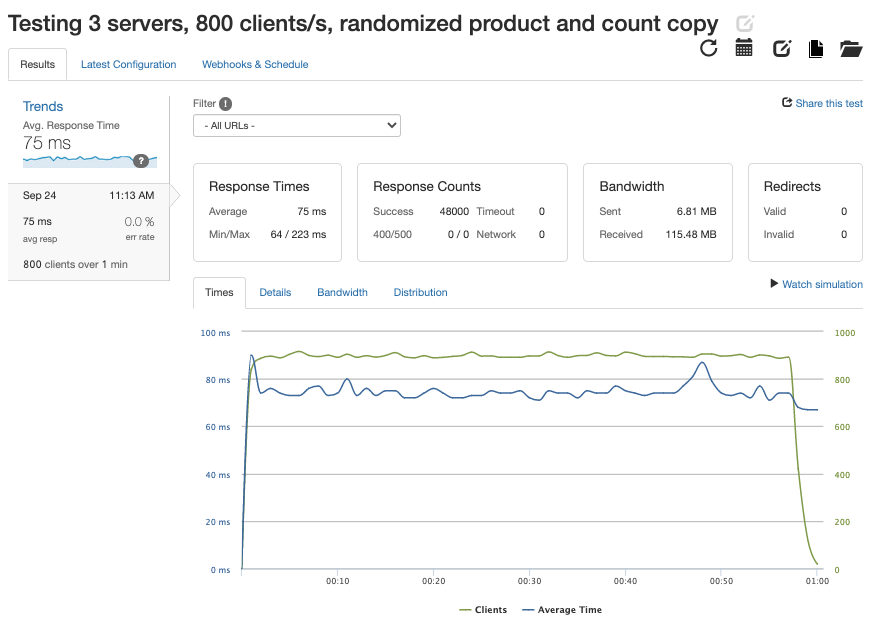 Testing 3 servers, 800 clients/s, randomized product and count copy
Results Latest Configuration Webhooks & Schedule
Trends
Avg. Response Time
75 ms
?
Sep 24 11:13 AM
75 ms 0.0 %
avg resp err rate
800 clients over 1 min
Filter !
- All URLs -
Share this test
Response Times
Average 75 ms
Min/Max 64 / 223 ms
Response Counts
Success 48000 Timeout 0
400/500 0 / 0 Network 0
Bandwidth
Sent 6.81 MB
Received 115.48 MB
Redirects
Valid 0
Invalid 0
Times Details Bandwidth Distribution
Watch simulation
100 ms 1000
80 ms 800
60 ms 600
40 ms 400
20 ms 200
0 ms 0
00:10 00:20 00:30 00:40 00:50 01:00
Clients Average Time